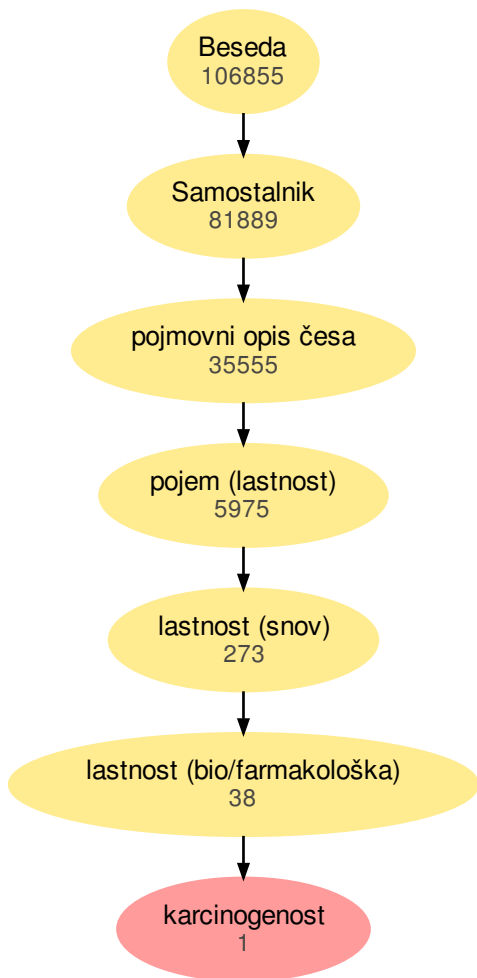 Beseda
106855
Samostalnik
81889
pojmovni opis česa
35555
pojem (lastnost)
5975
lastnost (snov)
273
lastnost (bio/farmakološka)
38
karcinogenost
1